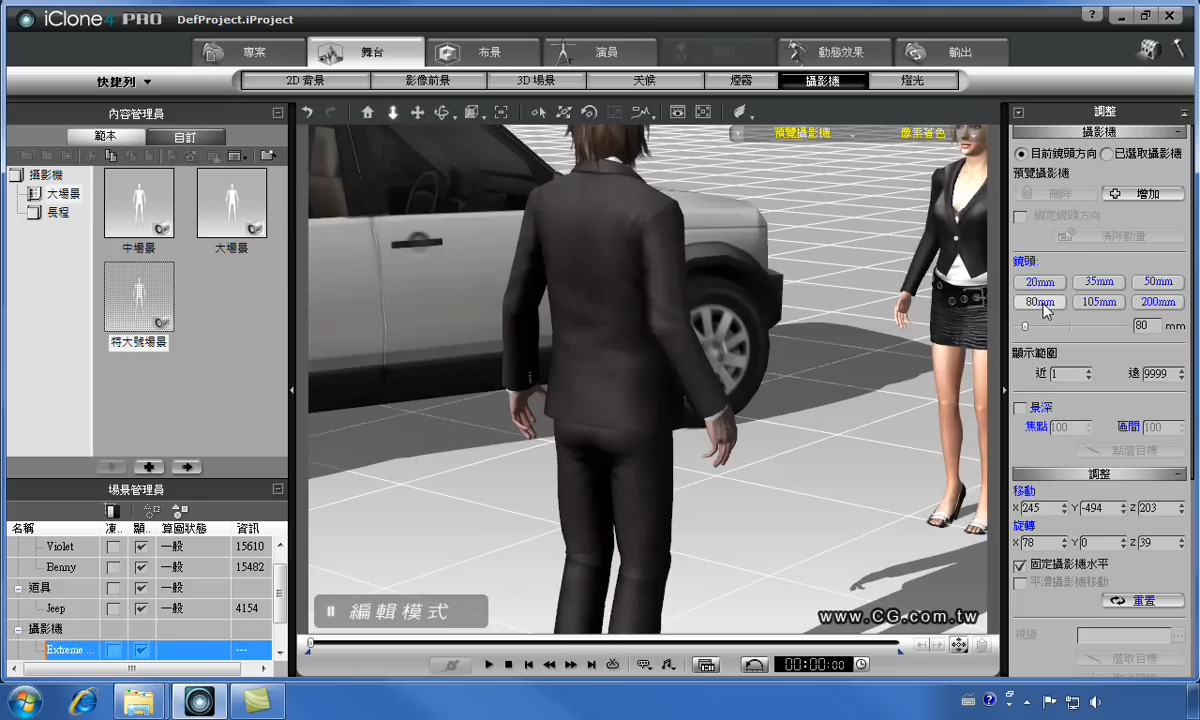 iClone4 PRO DefProject.iProject
專案 舞台 布景 演員 動態效果 輸出
快捷列 2D 背景 影像前景 3D 場景 天候 煙霧 攝影機 燈光
內容管理員
範本 自訂
攝影機
大場景
長程
中場景 大場景
特大號場景
場景管理員
名稱 凍.. 顯.. 算圖狀態 資訊
Violet 一般 15610
Benny 一般 15482
道具 一般
Jeep 一般 4154
攝影機
Extreme ... ---
預覽攝影機 像素著色
編輯模式
www.CG.com.tw
00:00:00
調整
攝影機
目前鏡頭方向 已選取攝影機
預覽攝影機
刪除 增加
鎖定鏡頭方向
清除動畫
鏡頭:
20mm 35mm 50mm
80mm 105mm 200mm
80 mm
顯示範圍
近 1 遠 9999
景深
焦點 100 區間 100
點選目標
調整
移動
X 245 Y -494 Z 203
旋轉
X 78 Y 0 Z 39
固定攝影機水平
平滑攝影機移動
重置
視線
選取目標